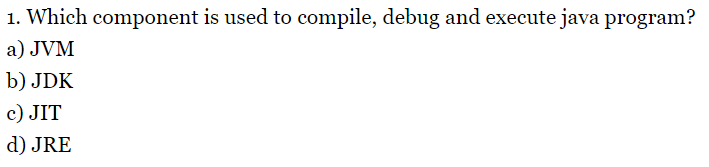 1. Which component is used to compile, debug and execute java program?
a) JVM
b) JDK
c) JIT
d) JRE